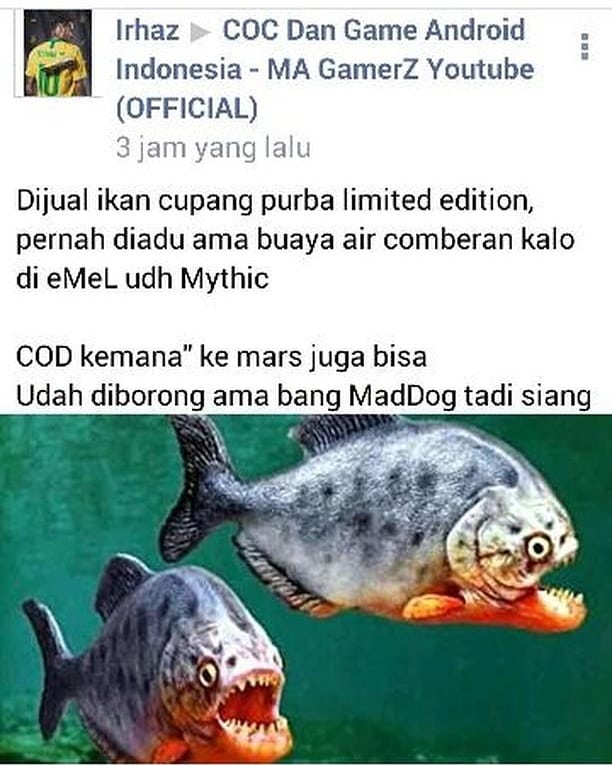 Irhaz ▶ COC Dan Game Android
Indonesia - MA GamerZ Youtube
(OFFICIAL)
3 jam yang lalu
Dijual ikan cupang purba limited edition,
pernah diadu ama buaya air comberan kalo
di eMeL udh Mythic
COD kemana" ke mars juga bisa
Udah diborong ama bang MadDog tadi siang